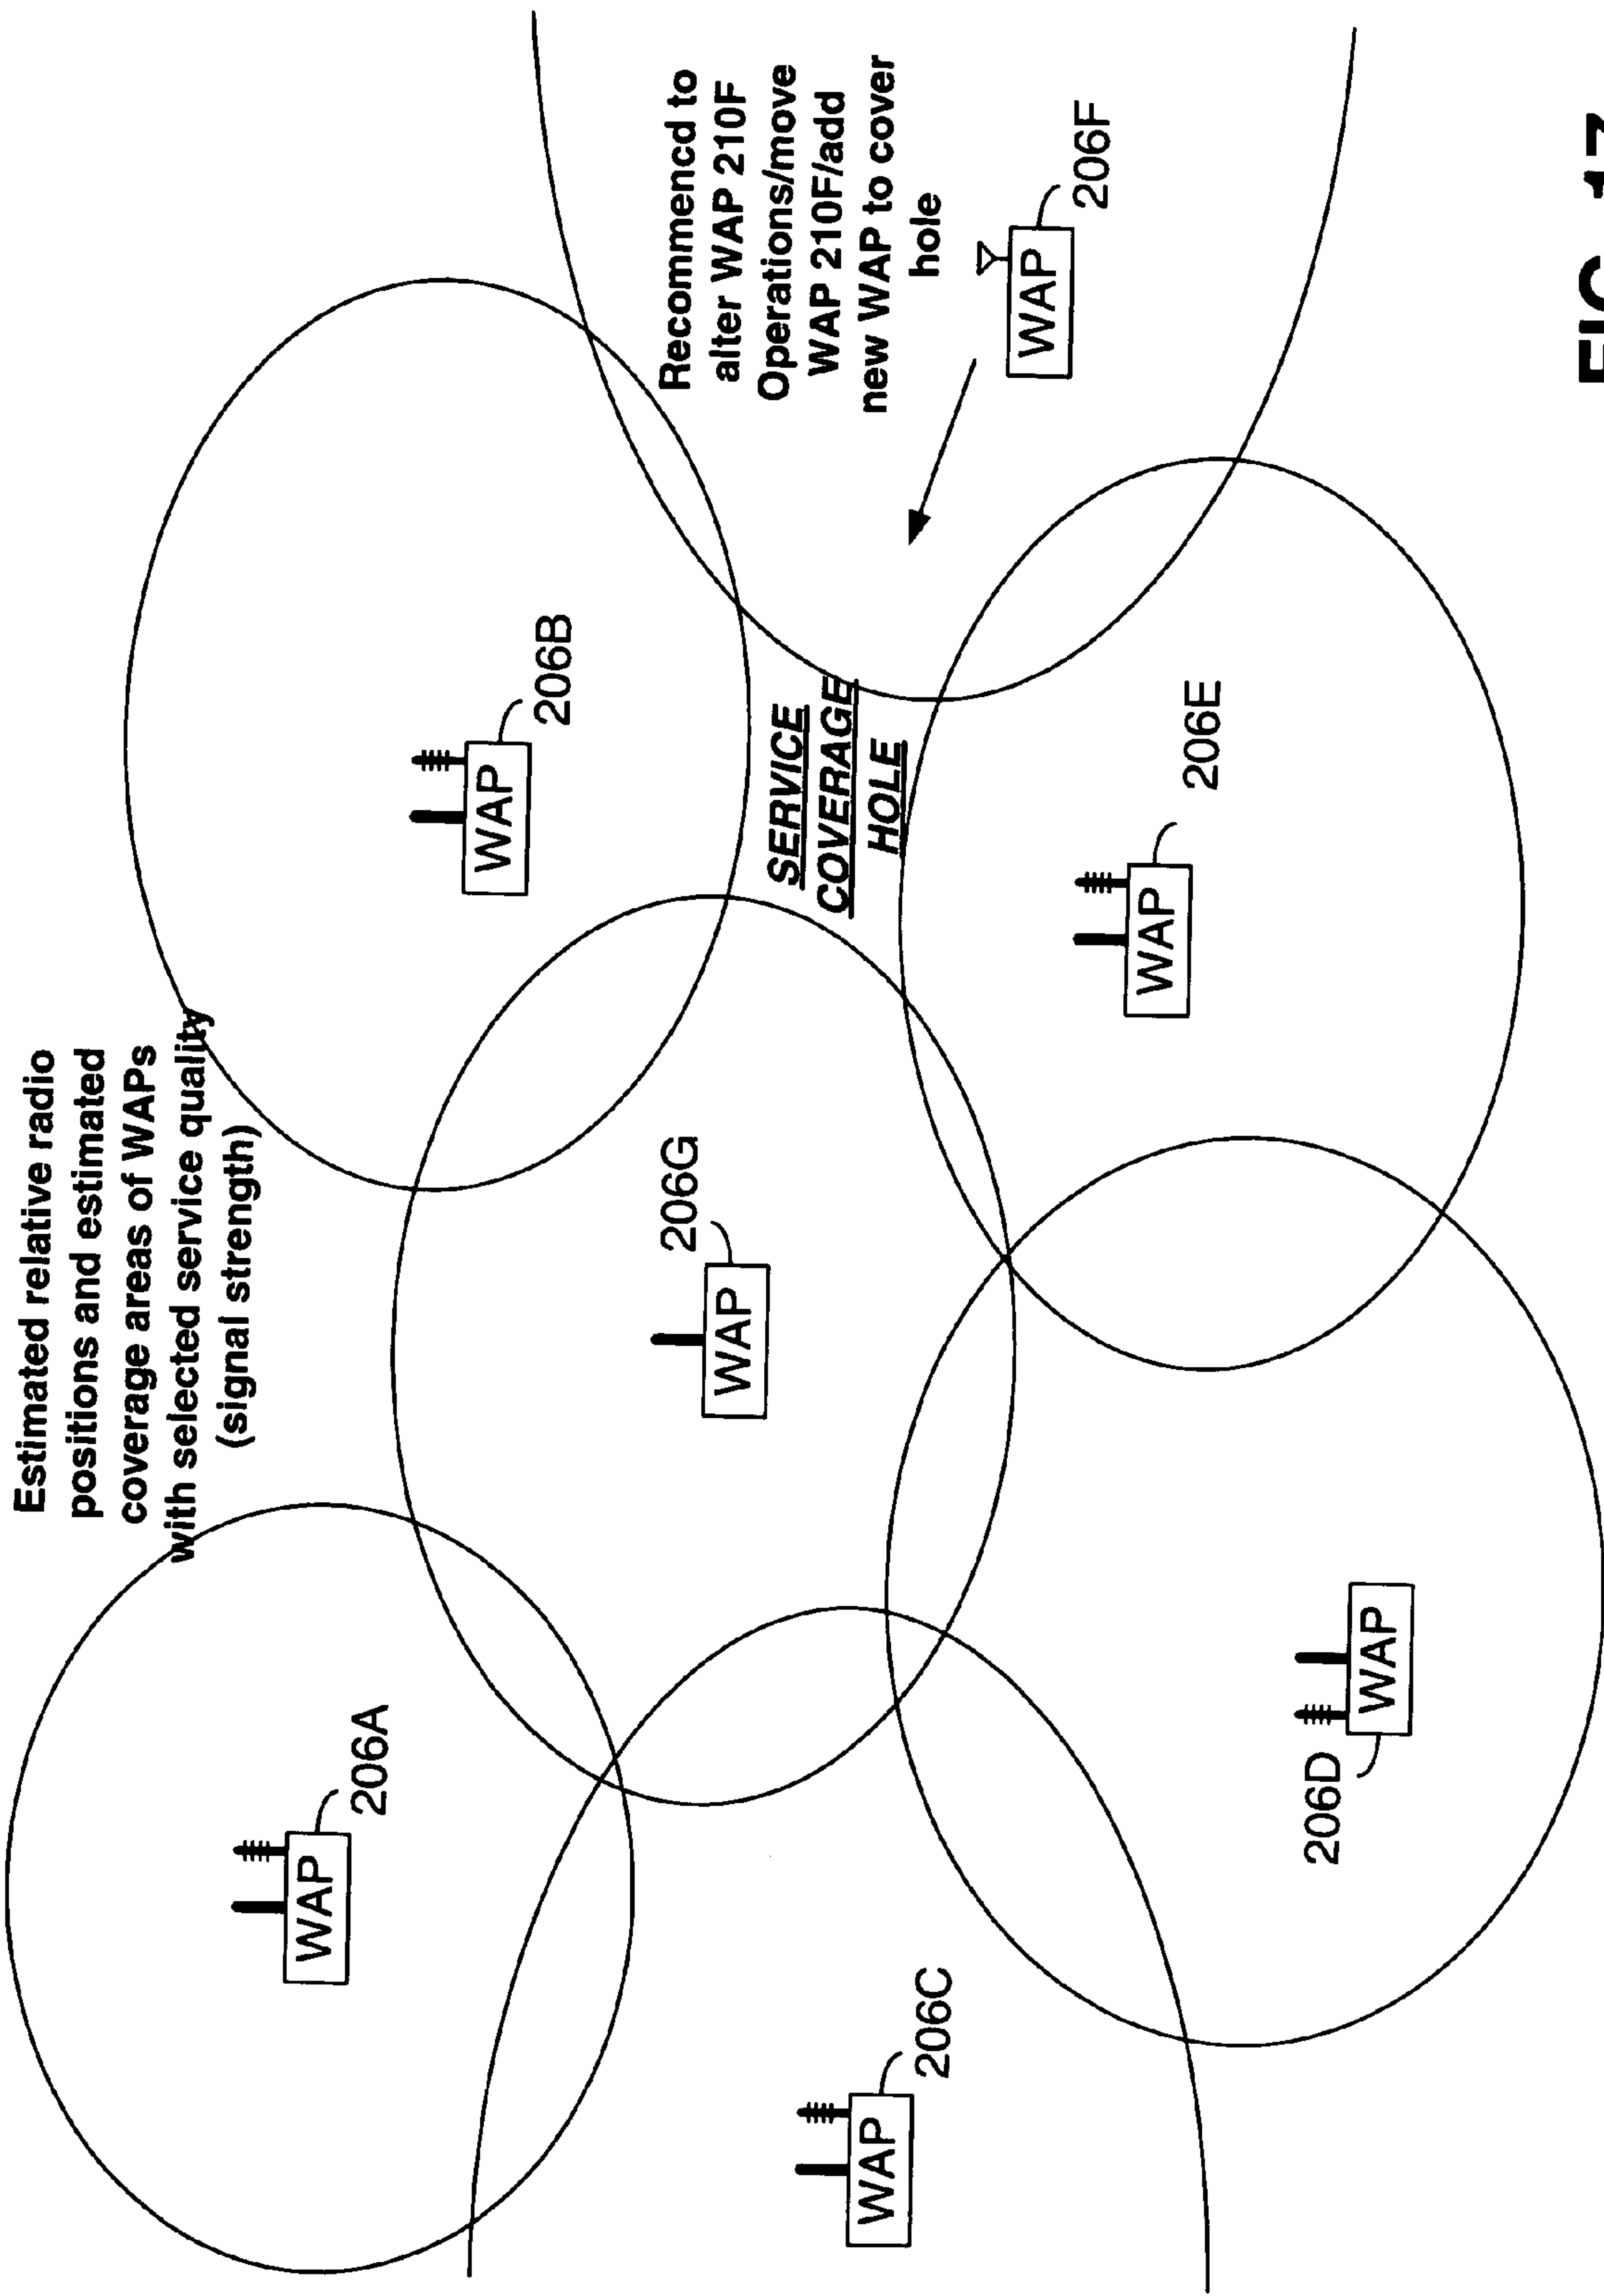 Estimated relative radio
positions and estimated
coverage areas of WAPs
with selected service quality
(signal strength)
WAP
206A
WAP
206B
Recommencd to
alter WAP 210F
Operations/move
WAP 210F/add
new WAP to cover
hole
WAP
206G
SERVICE
COVERAGE
HOLE
WAP
206C
WAP
206F
WAP
206E
206D
WAP
FIG. 17